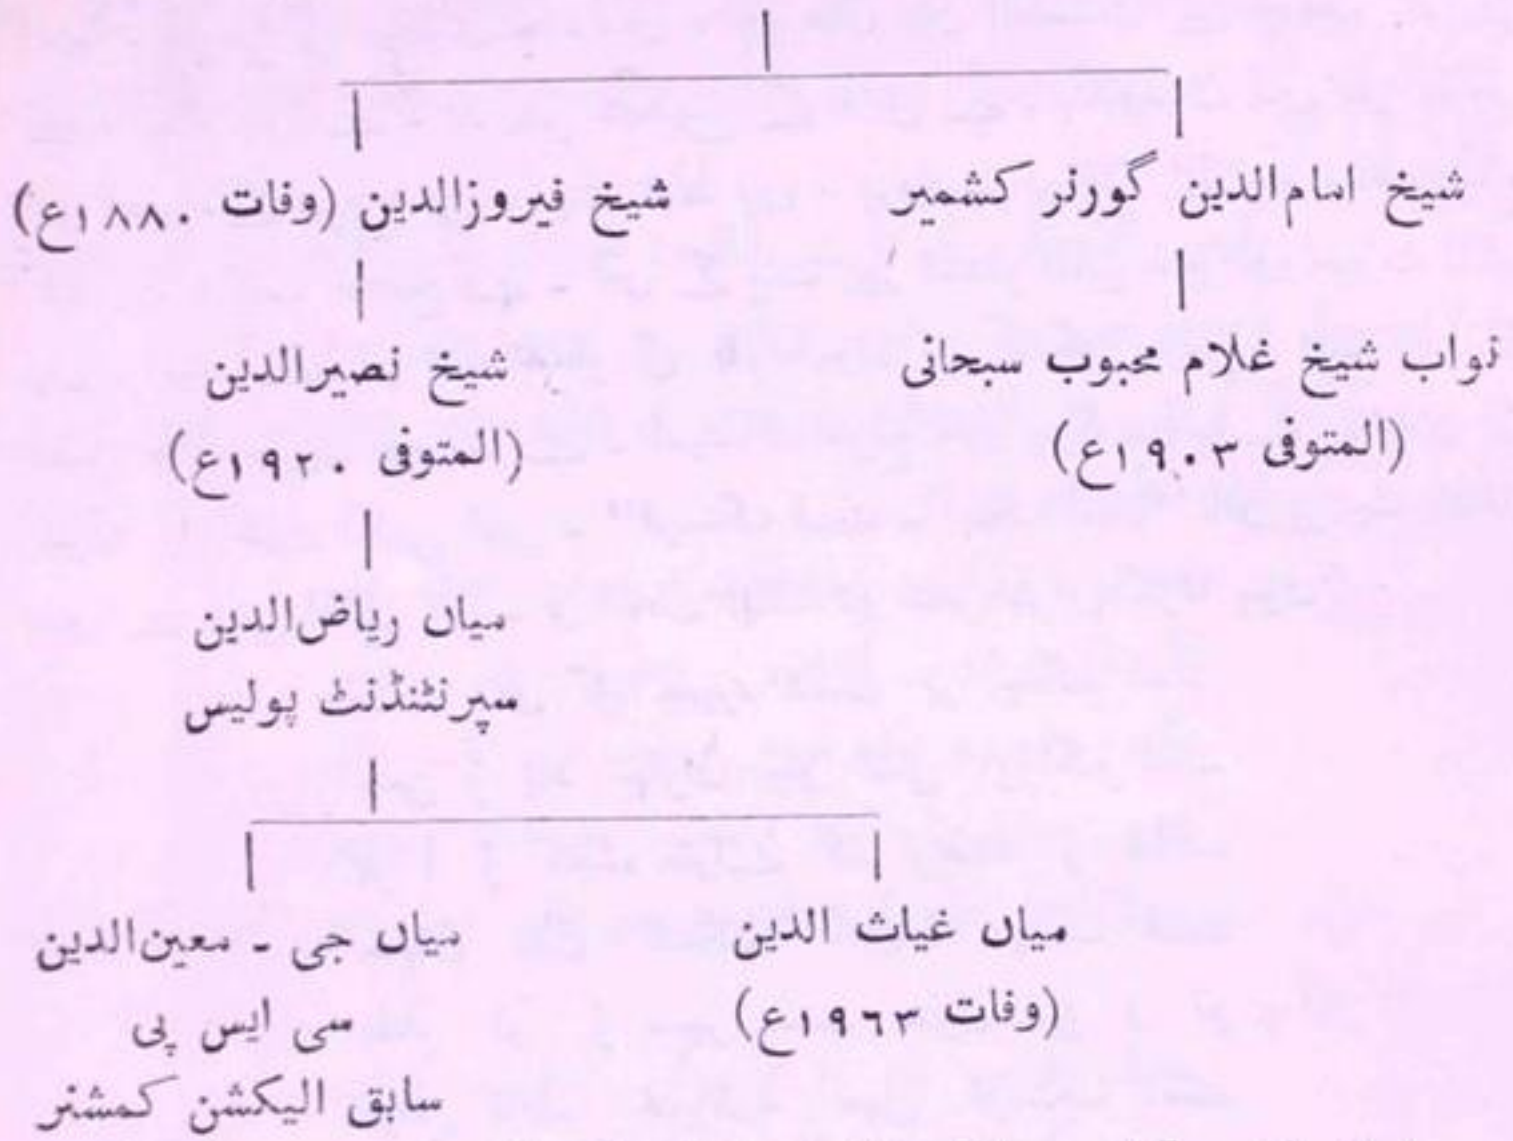 شیخ امام‌الدین گورنر کشمیر
شیخ فیروزالدین (وفات ۱۸۸۰ع)
نواب شیخ غلام محبوب سبحانی
(المتوفی ۱۹۰۳ع)
شیخ نصیرالدین
(المتوفی ۱۹۲۰ع)
میاں ریاض‌الدین
سپرنٹنڈنٹ پولیس
میاں غیاث الدین
(وفات ۱۹۶۳ع)
میاں جی ۔ معین‌الدین
سی ایس پی
سابق الیکشن کمشنر